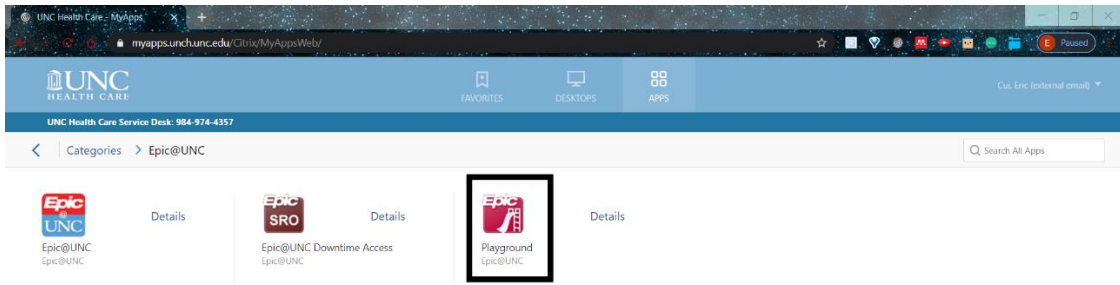 UNC Health Care - MyApps
myapps.unch.unc.edu/Citrix/MyAppsWeb/
E Paused
UNC
HEALTH CARE
FAVORITES
DESKTOPS
APPS
Cui, Eric (external email)
UNC Health Care Service Desk: 984-974-4357
Categories > Epic@UNC
Search All Apps
Epic
@
UNC
Details
Epic@UNC
Epic@UNC
Epic
SRO
Details
Epic@UNC Downtime Access
Epic@UNC
Epic
Playground
Epic@UNC
Details